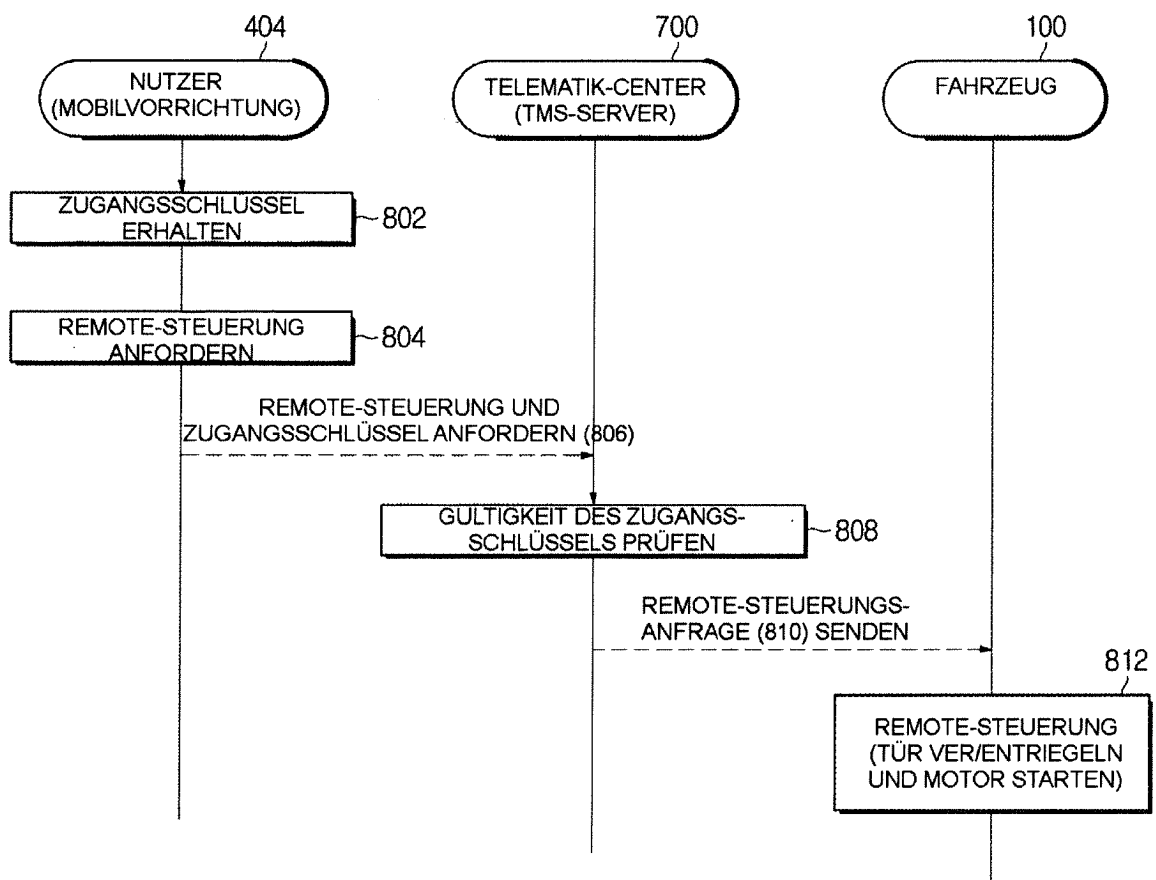 404
NUTZER
(MOBILVORRICHTUNG)
700
TELEMATIK-CENTER
(TMS-SERVER)
100
FAHRZEUG
ZUGANGSSCHLUSSEL
ERHALTEN
802
REMOTE-STEUERUNG
ANFORDERN
804
REMOTE-STEUERUNG UND
ZUGANGSSCHLÜSSEL ANFORDERN (806)
GULTIGKEIT DES ZUGANGS-
SCHLÜSSELS PRÜFEN
808
REMOTE-STEUERUNGS-
ANFRAGE (810) SENDEN
812
REMOTE-STEUERUNG
(TÜR VER/ENTRIEGELN
UND MOTOR STARTEN)